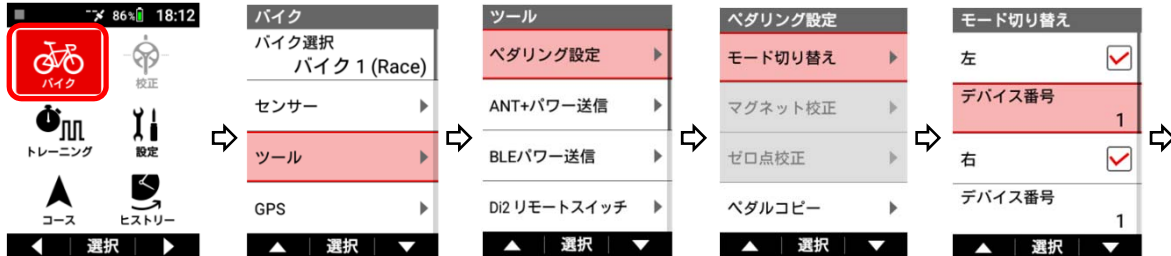 86% 18:12
バイク
校正
トレーニング
設定
コース
ヒストリー
選択
バイク
バイク選択
バイク 1 (Race)
センサー
ツール
GPS
選択
ツール
ペダリング設定
ANT+パワー送信
BLEパワー送信
Di2 リモートスイッチ
選択
ペダリング設定
モード切り替え
マグネット校正
ゼロ点校正
ペダルコピー
選択
モード切り替え
左
デバイス番号
1
右
デバイス番号
1
選択